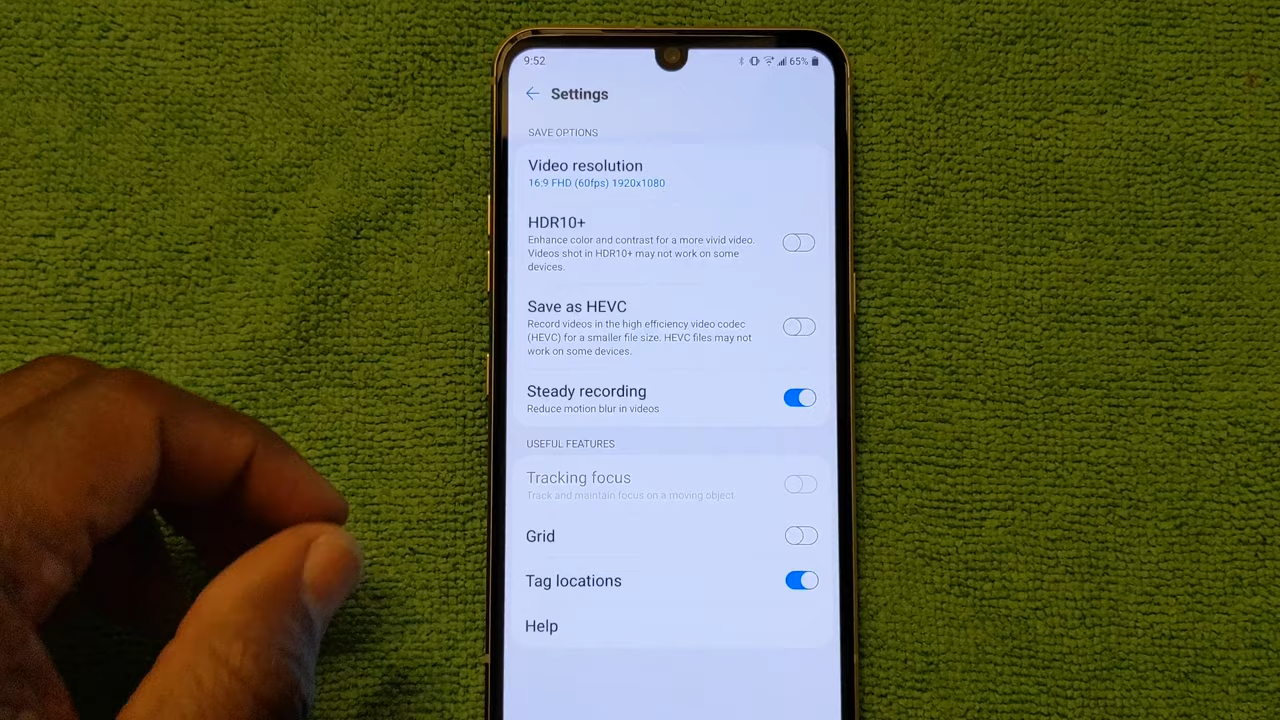 9:52
65%
Settings
SAVE OPTIONS
Video resolution
16:9 FHD (60fps) 1920x1080
HDR10+
Enhance color and contrast for a more vivid video.
Videos shot in HDR10+ may not work on some
devices.
Save as HEVC
Record videos in the high efficiency video codec
(HEVC) for a smaller file size. HEVC files may not
work on some devices.
Steady recording
Reduce motion blur in videos
USEFUL FEATURES
Tracking focus
Track and maintain focus on a moving object
Grid
Tag locations
Help